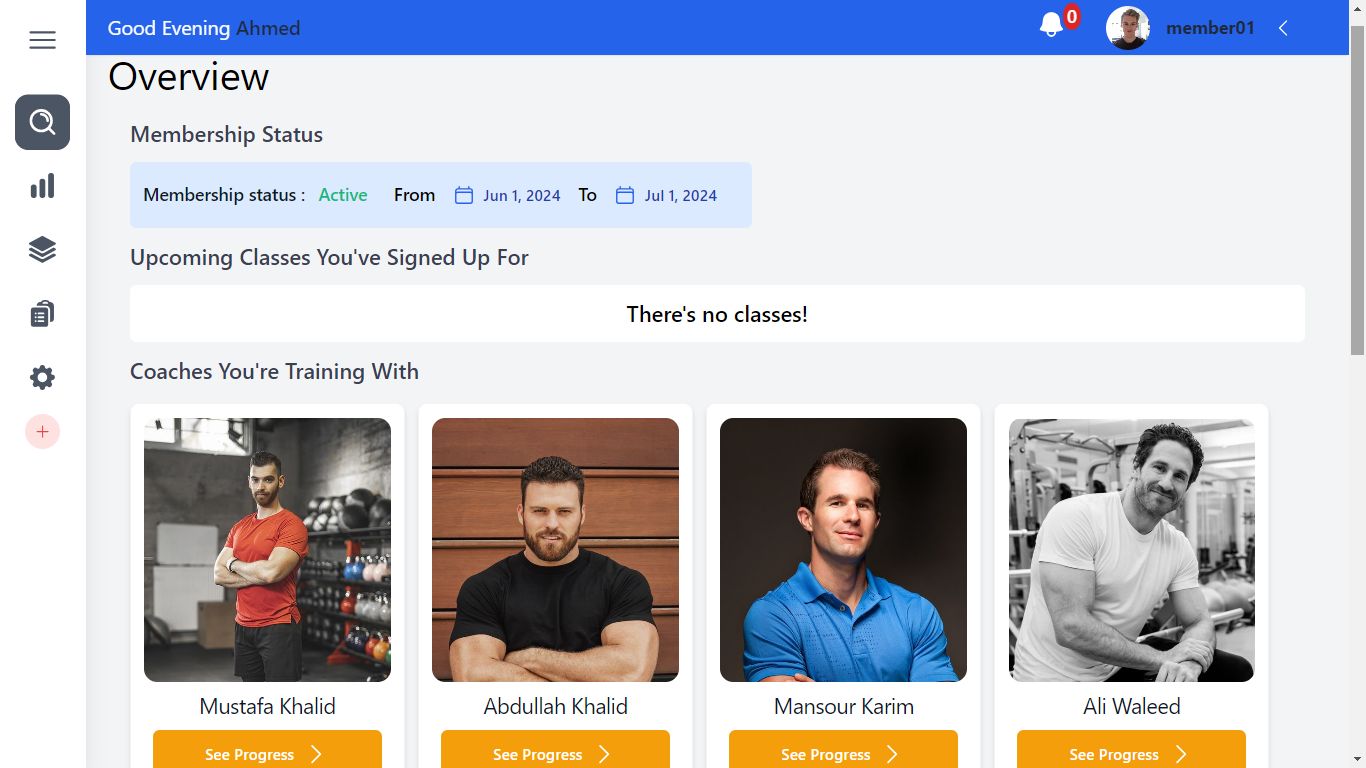 Good Evening Ahmed
0
member01
Overview
Membership Status
Membership status : Active From Jun 1, 2024 To Jul 1, 2024
Upcoming Classes You've Signed Up For
There's no classes!
Coaches You're Training With
Mustafa Khalid
Abdullah Khalid
Mansour Karim
Ali Waleed
See Progress
See Progress
See Progress
See Progress